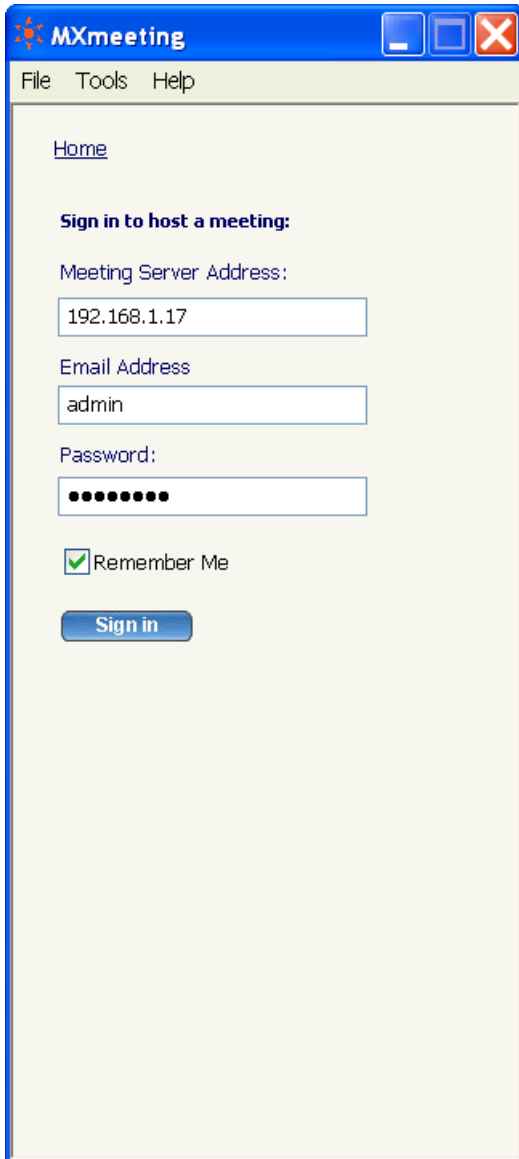 MXmeeting
File Tools Help
Home
Sign in to host a meeting:
Meeting Server Address:
192.168.1.17
Email Address
admin
Password:
••••••••
Remember Me
Sign in